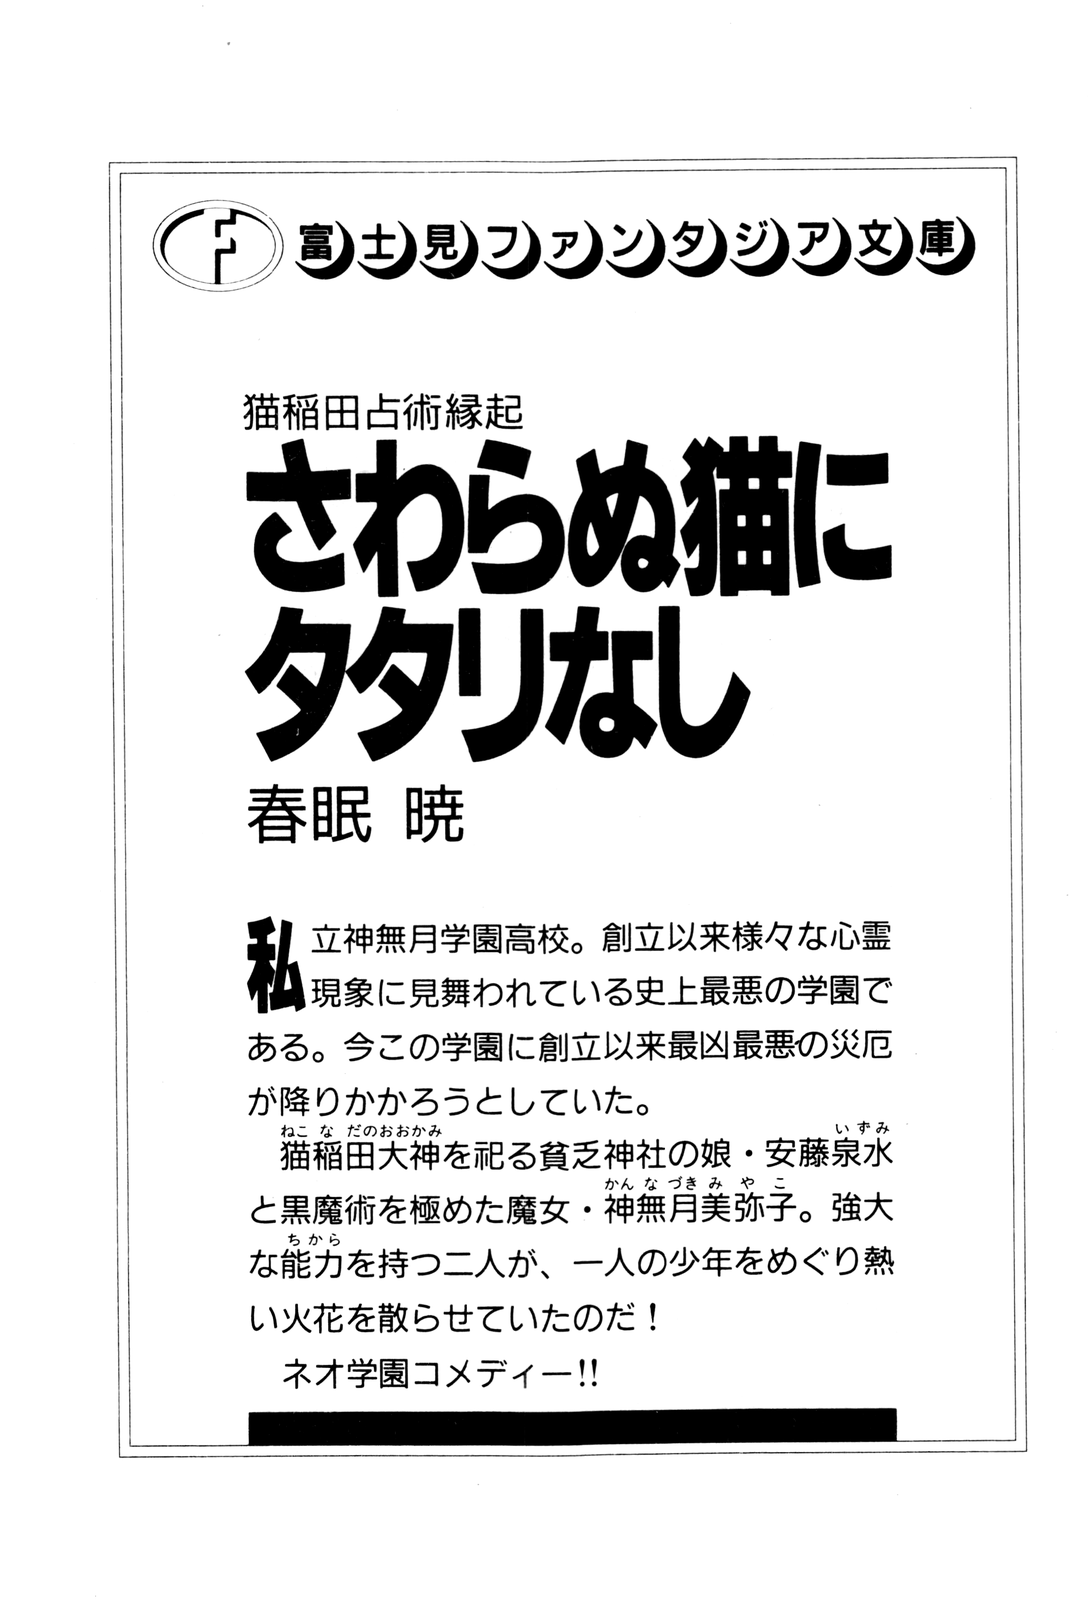 富士見ファンタジア文庫
猫稲田占術縁起
さわらぬ猫に
タタリなし
春眠 暁
私立神無月学園高校。創立以来様々な心霊
現象に見舞われている史上最悪の学園で
ある。今この学園に創立以来最凶最悪の災厄
が降りかかろうとしていた。
ねこ な だのおおかみ いずみ
猫稲田大神を祀る貧乏神社の娘・安藤泉水
かん な づき み や こ
と黒魔術を極めた魔女・神無月美弥子。強大
ちから
な能力を持つ二人が、一人の少年をめぐり熱
い火花を散らせていたのだ！
ネオ学園コメディー!!